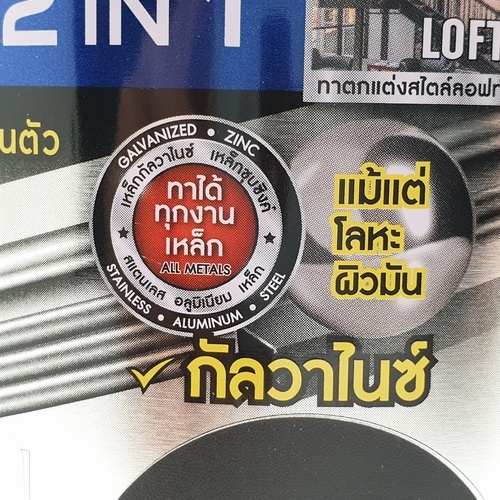 2 IN 1
LOFT
ทาตกแต่งสไตล์ลอฟท
นตัว
GALVANIZED • ZINC
เหล็กกัลวาไนซ์ เหล็กชุบซิงค์
ทาได้
ทุกงาน
เหล็ก
ALL METALS
สแตนเลส อลูมิเนียม เหล็ก
STAINLESS • ALUMINUM • STEEL
แม้แต่
โลหะ
ผิวมัน
กัลวาไนซ์